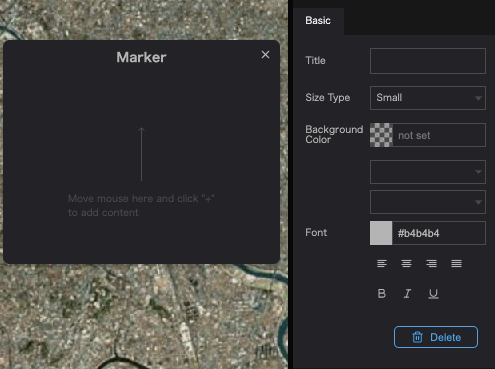 Marker
Move mouse here and click "+"
to add content
Basic
Title
Size Type
Small
Background
Color
not set
Font
#b4b4b4
B I U
Delete